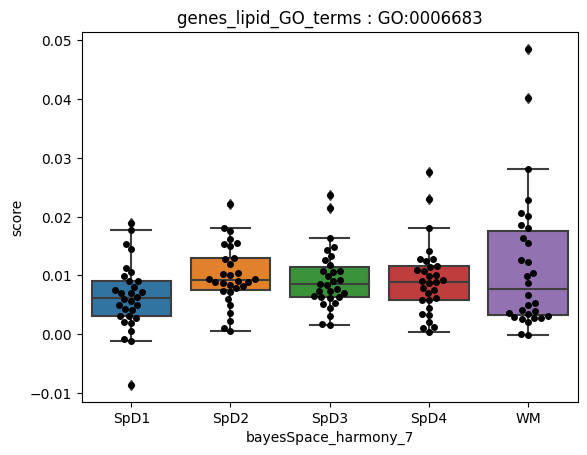 genes_lipid_GO_terms : GO:0006683
0.05
0.04
0.03
0.02
0.01
0.00
−0.01
score
SpD1 SpD2 SpD3 SpD4 WM
bayesSpace_harmony_7